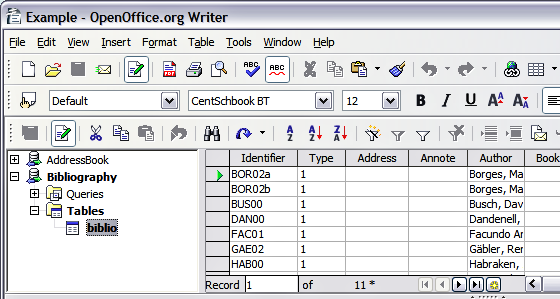 Example - OpenOffice.org Writer
File Edit View Insert Format Table Tools Window Help
ABC ABC
Default CentSchbook BT 12 B I U A A
A Z A Z Z A
AddressBook
Bibliography
Queries
Tables
biblio
Identifier Type Address Annote Author Book
BOR02a 1 Borges, Ma
BOR02b 1 Borges, Ma
BUS00 1 Busch, Dav
DAN00 1 Dandenell,
FAC01 1 Facundo Ar
GAE02 1 Gäbler, Ren
HAB00 1 Habraken,
Record 1 of 11 *